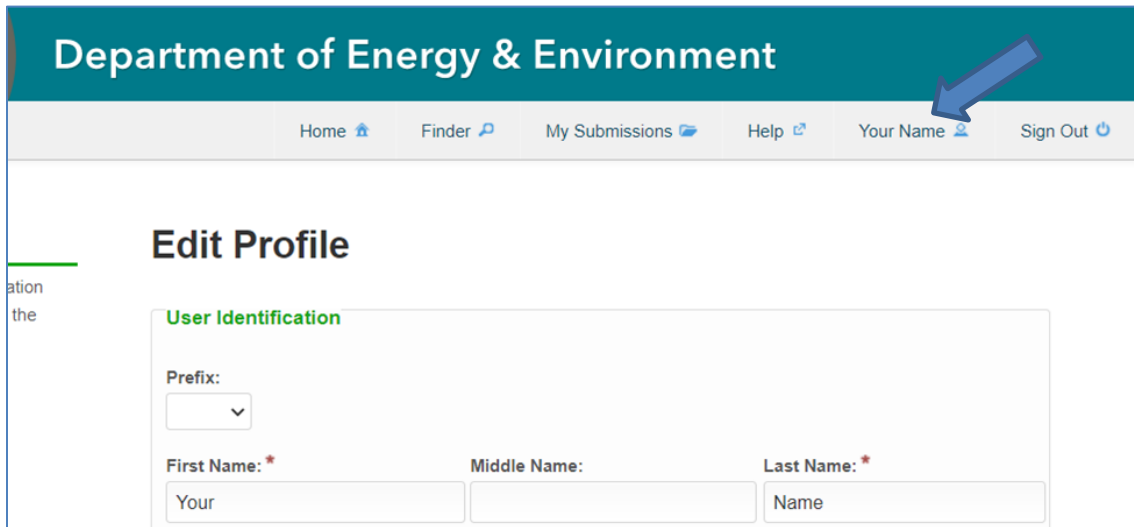 Department of Energy & Environment
Home Finder My Submissions Help Your Name Sign Out
Edit Profile
ation
the
User Identification
Prefix:
First Name: * Middle Name: Last Name: *
Your Name